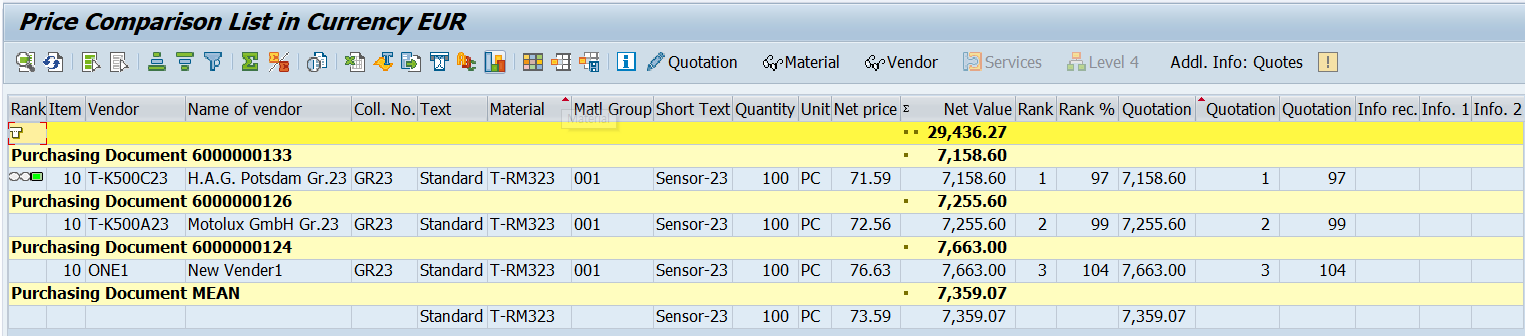 Price Comparison List in Currency EUR
Quotation Material Vendor Services Level 4 Addl. Info: Quotes
Rank Item Vendor Name of vendor Coll. No. Text Material Matl Group Short Text Quantity Unit Net price Σ Net Value Rank Rank % Quotation Quotation Quotation Info rec. Info. 1 Info. 2
Material
29,436.27
Purchasing Document 6000000133 7,158.60
10 T-K500C23 H.A.G. Potsdam Gr.23 GR23 Standard T-RM323 001 Sensor-23 100 PC 71.59 7,158.60 1 97 7,158.60 1 97
Purchasing Document 6000000126 7,255.60
10 T-K500A23 Motolux GmbH Gr.23 GR23 Standard T-RM323 001 Sensor-23 100 PC 72.56 7,255.60 2 99 7,255.60 2 99
Purchasing Document 6000000124 7,663.00
10 ONE1 New Vender1 GR23 Standard T-RM323 001 Sensor-23 100 PC 76.63 7,663.00 3 104 7,663.00 3 104
Purchasing Document MEAN 7,359.07
Standard T-RM323 Sensor-23 100 PC 73.59 7,359.07 7,359.07